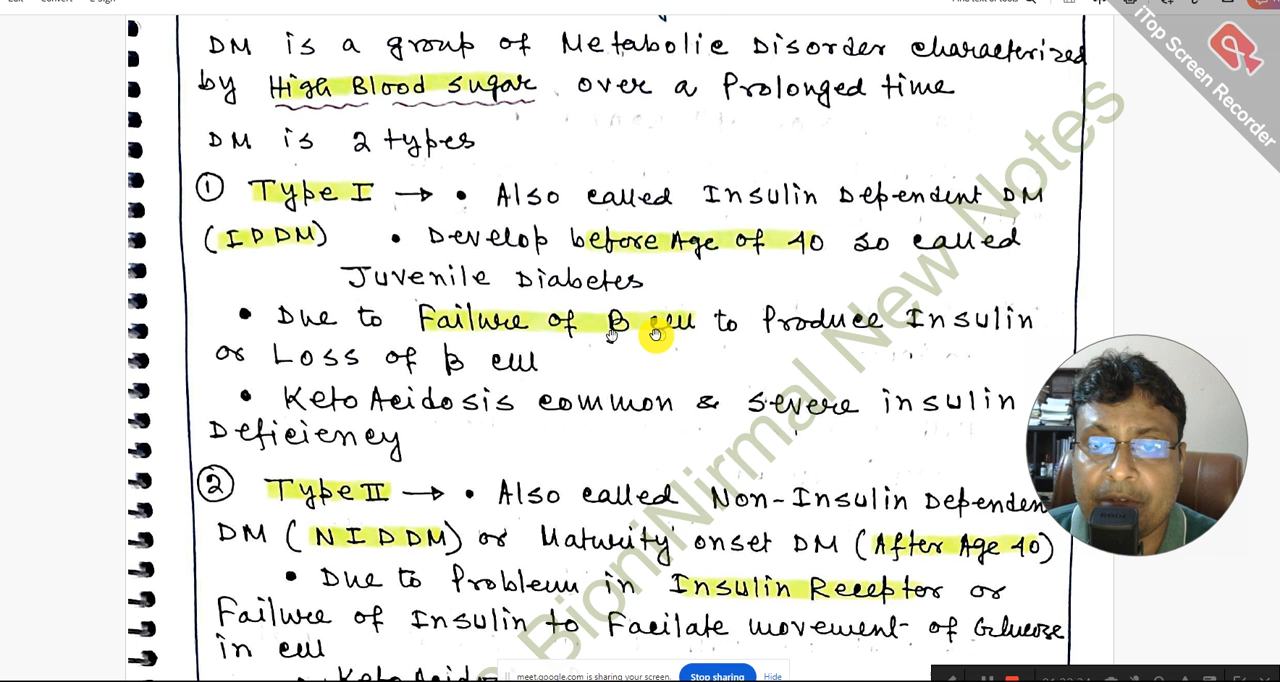 DM is a group of Metabolic Disorder characterized
by High Blood sugar over a Prolonged time
DM is 2 types
① Type I → • Also called Insulin Dependent DM
(IDDM) • Develop before Age of 40 so called
Juvenile Diabetes
• Due to Failure of β cell to Produce Insulin
or Loss of β cell
• Keto Acidosis common & severe insulin
Deficiency
② Type II → • Also called Non-Insulin Dependen
DM (NIDDM) or Maturity onset DM (After Age 40)
• Due to Problem in Insulin Receptor or
Failure of Insulin to Facilate movement of Glucose
in cell
meet.google.com is sharing your screen.
Stop sharing
Hide
iTop Screen Recorder
Nirmal New Notes